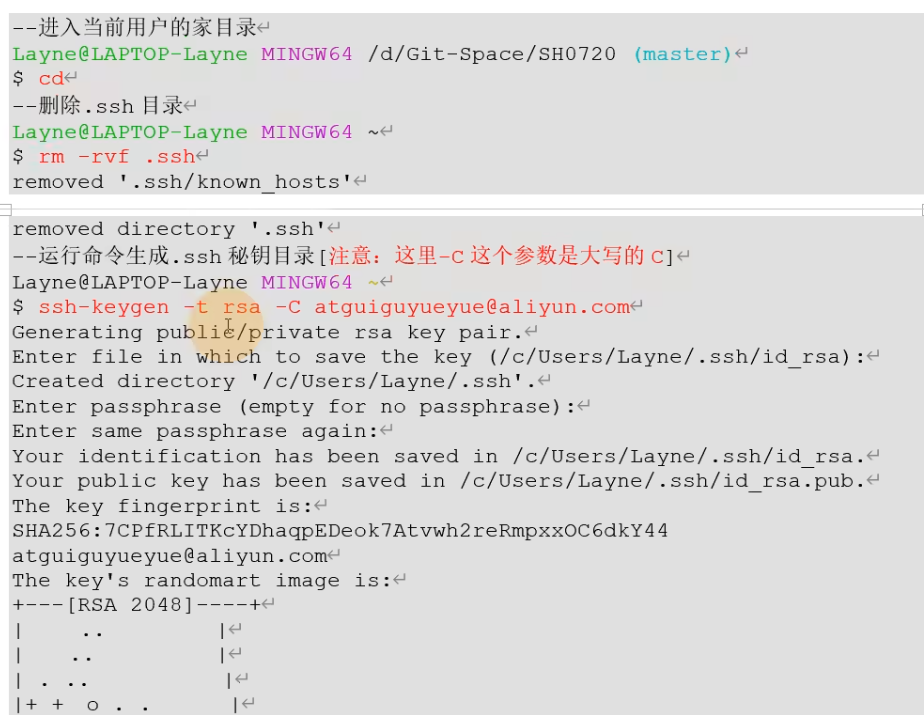 --进入当前用户的家目录↵
Layne@LAPTOP-Layne MINGW64 /d/Git-Space/SH0720 (master)↵
$ cd↵
--删除.ssh 目录↵
Layne@LAPTOP-Layne MINGW64 ~↵
$ rm -rvf .ssh↵
removed '.ssh/known_hosts'↵
removed directory '.ssh'↵
--运行命令生成.ssh 秘钥目录[注意：这里-C 这个参数是大写的 C]↵
Layne@LAPTOP-Layne MINGW64 ~↵
$ ssh-keygen -t rsa -C atguiguyueyue@aliyun.com↵
Generating public/private rsa key pair.↵
Enter file in which to save the key (/c/Users/Layne/.ssh/id_rsa):↵
Created directory '/c/Users/Layne/.ssh'.↵
Enter passphrase (empty for no passphrase):↵
Enter same passphrase again:↵
Your identification has been saved in /c/Users/Layne/.ssh/id_rsa.↵
Your public key has been saved in /c/Users/Layne/.ssh/id_rsa.pub.↵
The key fingerprint is:↵
SHA256:7CPfRLITKcYDhaqpEDeok7Atvwh2reRmpxxOC6dkY44
atguiguyueyue@aliyun.com↵
The key's randomart image is:↵
+---[RSA 2048]----+↵
|     ..          |↵
|    ..           |↵
| . ..            |↵
|+ +  o . .       |↵